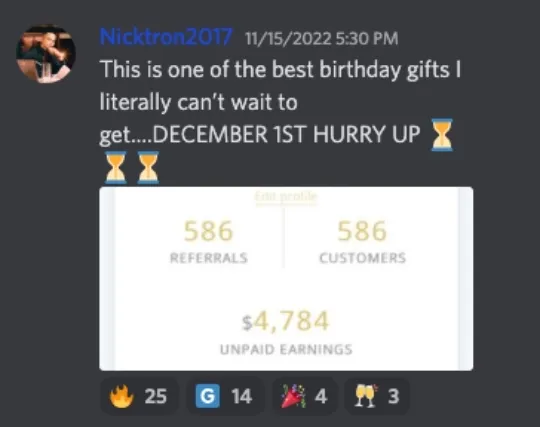 Nicktron2017 11/15/2022 5:30 PM
This is one of the best birthday gifts I
literally can’t wait to
get....DECEMBER 1ST HURRY UP ⏳
⏳ ⏳
Edit profile
586 586
REFERRALS CUSTOMERS
$4,784
UNPAID EARNINGS
🔥 25 G 14 🎉 4 🥂 3